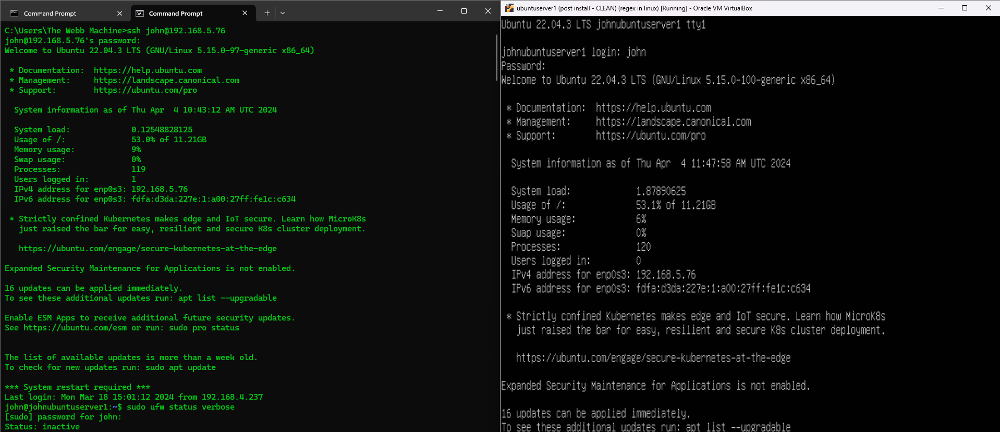 Command Prompt
Command Prompt
C:\Users\The Webb Machine>ssh john@192.168.5.76
john@192.168.5.76's password:
Welcome to Ubuntu 22.04.3 LTS (GNU/Linux 5.15.0-97-generic x86_64)
* Documentation:  https://help.ubuntu.com
* Management:     https://landscape.canonical.com
* Support:        https://ubuntu.com/pro
System information as of Thu Apr  4 10:43:12 AM UTC 2024
System load:             0.12548828125
Usage of /:              53.0% of 11.21GB
Memory usage:            9%
Swap usage:              0%
Processes:               119
Users logged in:         1
IPv4 address for enp0s3: 192.168.5.76
IPv6 address for enp0s3: fdfa:d3da:227e:1:a00:27ff:fe1c:c634
* Strictly confined Kubernetes makes edge and IoT secure. Learn how MicroK8s
just raised the bar for easy, resilient and secure K8s cluster deployment.
https://ubuntu.com/engage/secure-kubernetes-at-the-edge
Expanded Security Maintenance for Applications is not enabled.
16 updates can be applied immediately.
To see these additional updates run: apt list --upgradable
Enable ESM Apps to receive additional future security updates.
See https://ubuntu.com/esm or run: sudo pro status
The list of available updates is more than a week old.
To check for new updates run: sudo apt update
*** System restart required ***
Last login: Mon Mar 18 15:01:12 2024 from 192.168.4.237
john@johnubuntuserver1:~$ sudo ufw status verbose
[sudo] password for john:
Status: inactive
ubuntuserver1 (post install - CLEAN) (regex in linux) [Running] - Oracle VM VirtualBox
Ubuntu 22.04.3 LTS johnubuntuserver1 tty1
johnubuntuserver1 login: john
Password:
Welcome to Ubuntu 22.04.3 LTS (GNU/Linux 5.15.0-100-generic x86_64)
* Documentation:  https://help.ubuntu.com
* Management:     https://landscape.canonical.com
* Support:        https://ubuntu.com/pro
System information as of Thu Apr  4 11:47:58 AM UTC 2024
System load:             1.87890625
Usage of /:              53.1% of 11.21GB
Memory usage:            6%
Swap usage:              0%
Processes:               120
Users logged in:         0
IPv4 address for enp0s3: 192.168.5.76
IPv6 address for enp0s3: fdfa:d3da:227e:1:a00:27ff:fe1c:c634
* Strictly confined Kubernetes makes edge and IoT secure. Learn how MicroK8s
just raised the bar for easy, resilient and secure K8s cluster deployment.
https://ubuntu.com/engage/secure-kubernetes-at-the-edge
Expanded Security Maintenance for Applications is not enabled.
16 updates can be applied immediately.
To see these additional updates run: apt list --upgradable